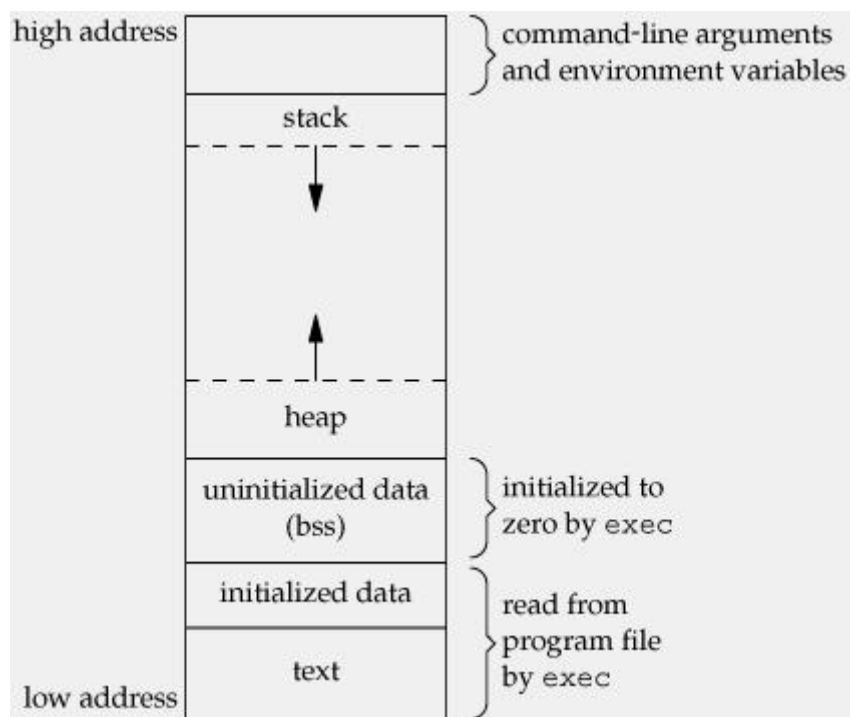 high address
command-line arguments
and environment variables
stack
heap
uninitialized data
(bss)
initialized to
zero by exec
initialized data
read from
program file
by exec
text
low address